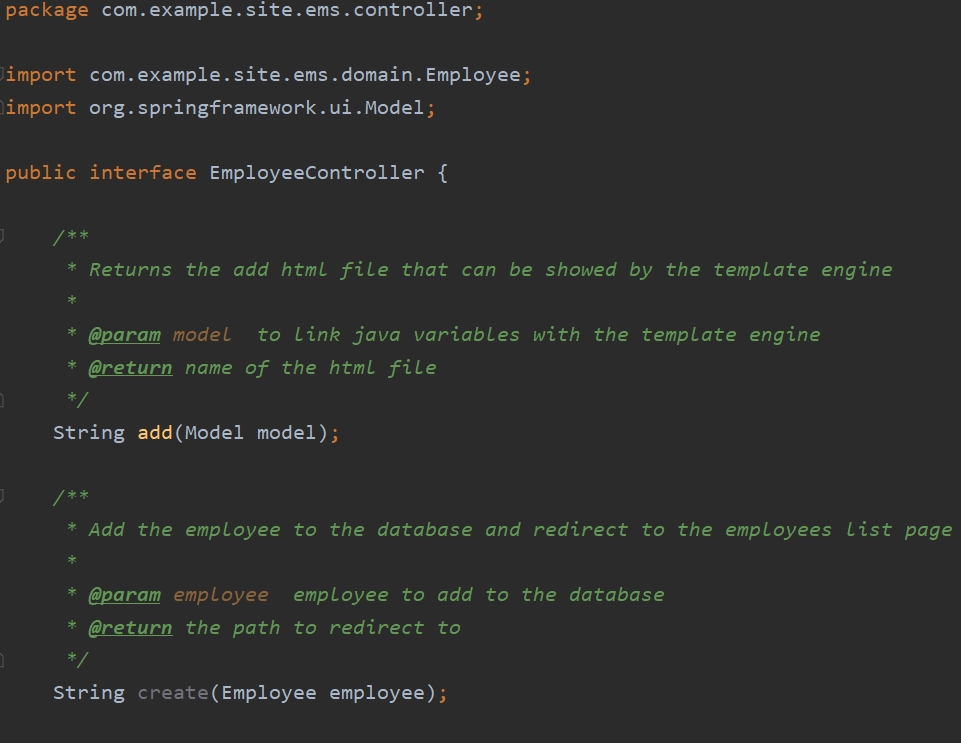 package com.example.site.ems.controller;
import com.example.site.ems.domain.Employee;
import org.springframework.ui.Model;
public interface EmployeeController {
/**
* Returns the add html file that can be showed by the template engine
*
* @param model  to link java variables with the template engine
* @return name of the html file
*/
String add(Model model);
/**
* Add the employee to the database and redirect to the employees list page
*
* @param employee  employee to add to the database
* @return the path to redirect to
*/
String create(Employee employee);